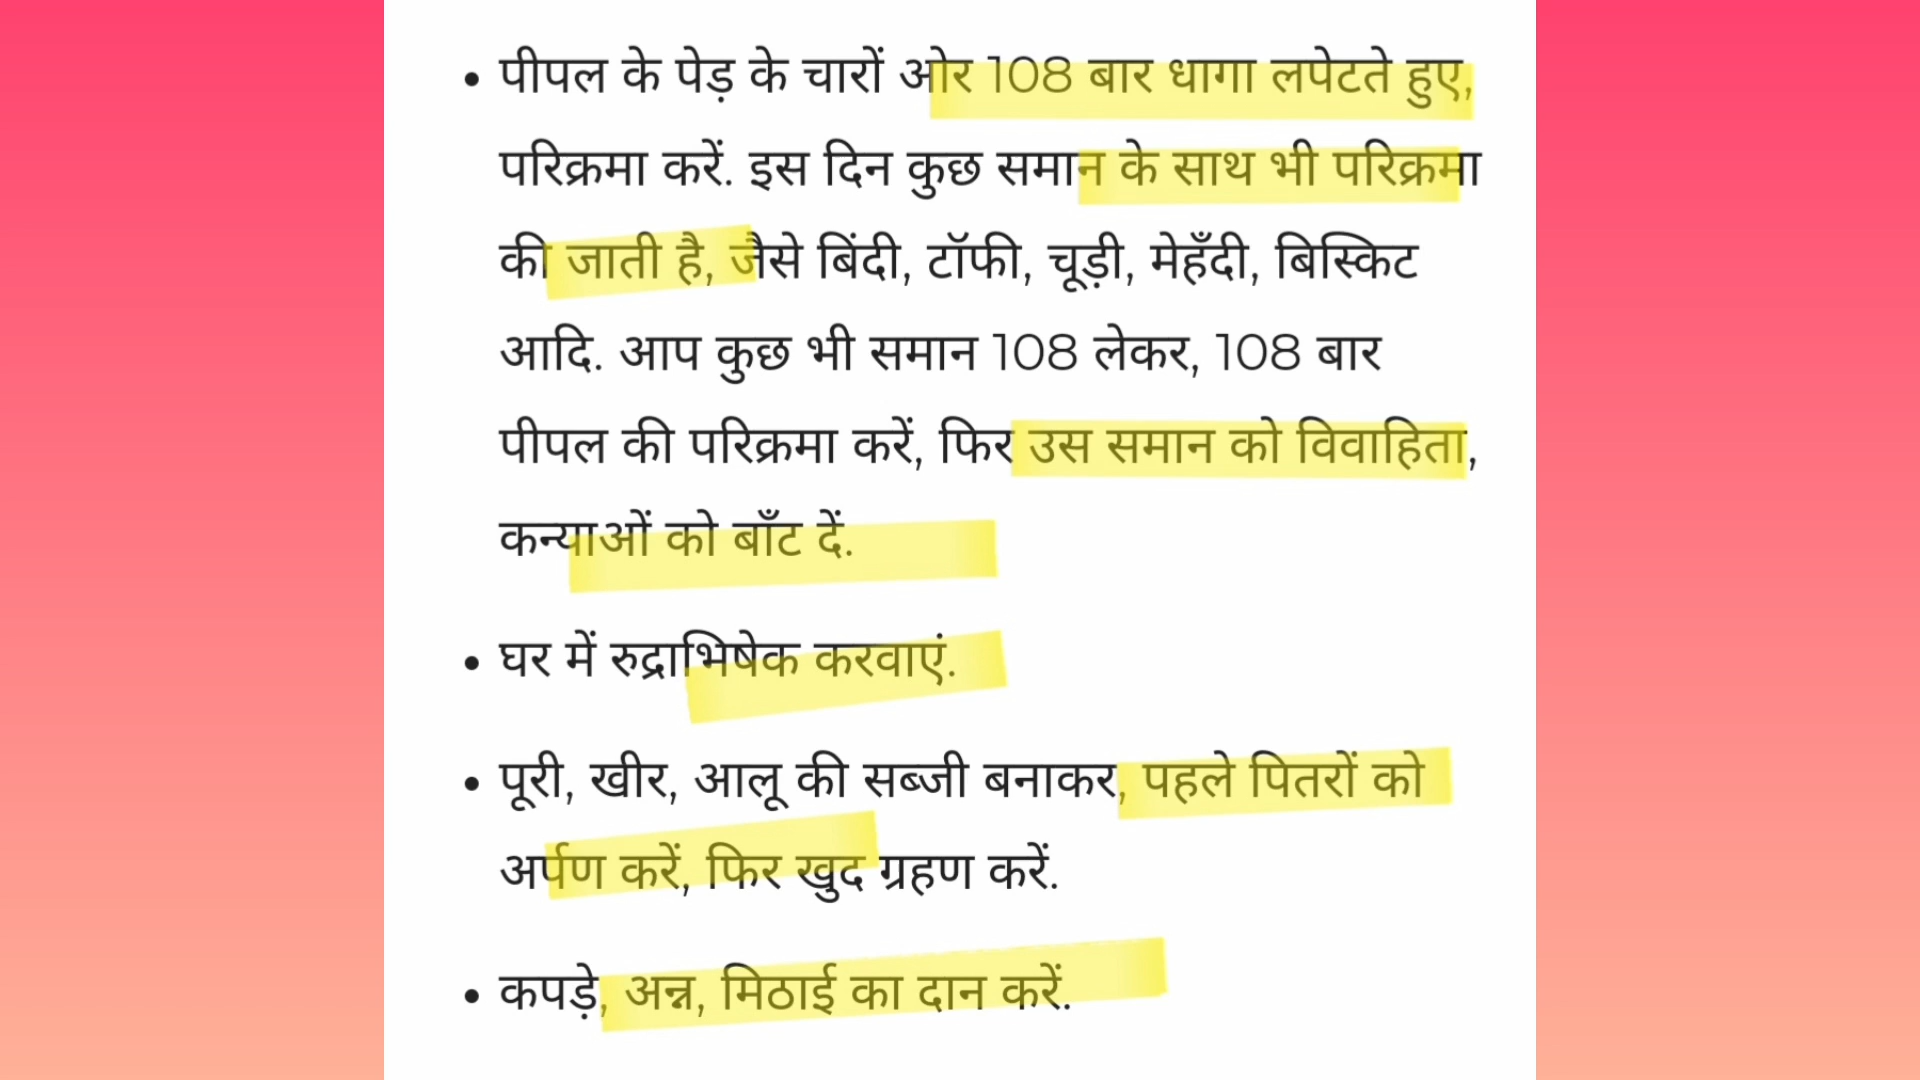 • पीपल के पेड़ के चारों ओर 108 बार धागा लपेटते हुए,
परिक्रमा करें. इस दिन कुछ समान के साथ भी परिक्रमा
की जाती है, जैसे बिंदी, टॉफी, चूड़ी, मेहँदी, बिस्किट
आदि. आप कुछ भी समान 108 लेकर, 108 बार
पीपल की परिक्रमा करें, फिर उस समान को विवाहिता,
कन्याओं को बाँट दें.
• घर में रुद्राभिषेक करवाएं.
• पूरी, खीर, आलू की सब्जी बनाकर, पहले पितरों को
अर्पण करें, फिर खुद ग्रहण करें.
• कपड़े, अन्न, मिठाई का दान करें.